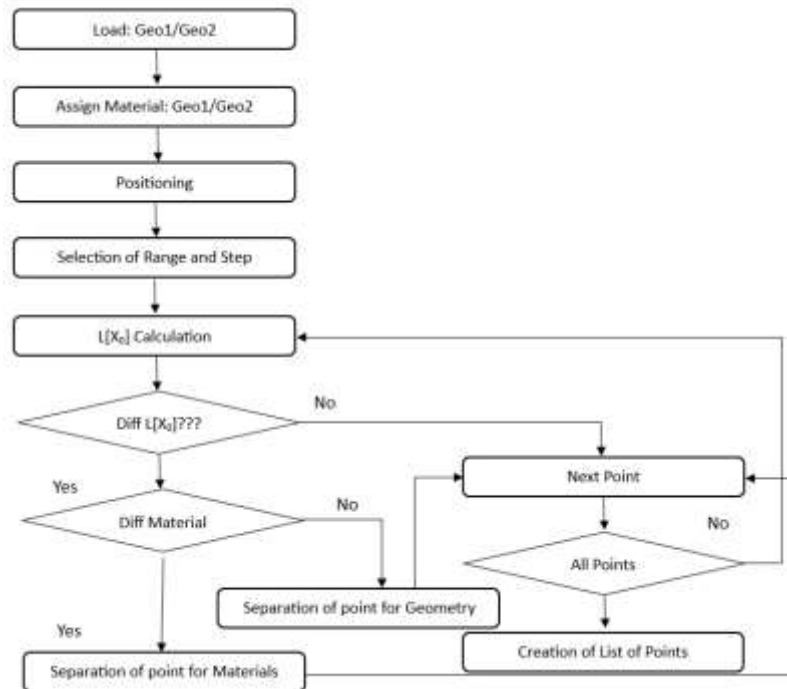 Load: Geo1/Geo2
Assign Material: Geo1/Geo2
Positioning
Selection of Range and Step
L[X₀] Calculation
Diff L[X₀]???
No
Next Point
Yes
Diff Material
No
No
All Points
Separation of point for Geometry
Yes
Creation of List of Points
Separation of point for Materials